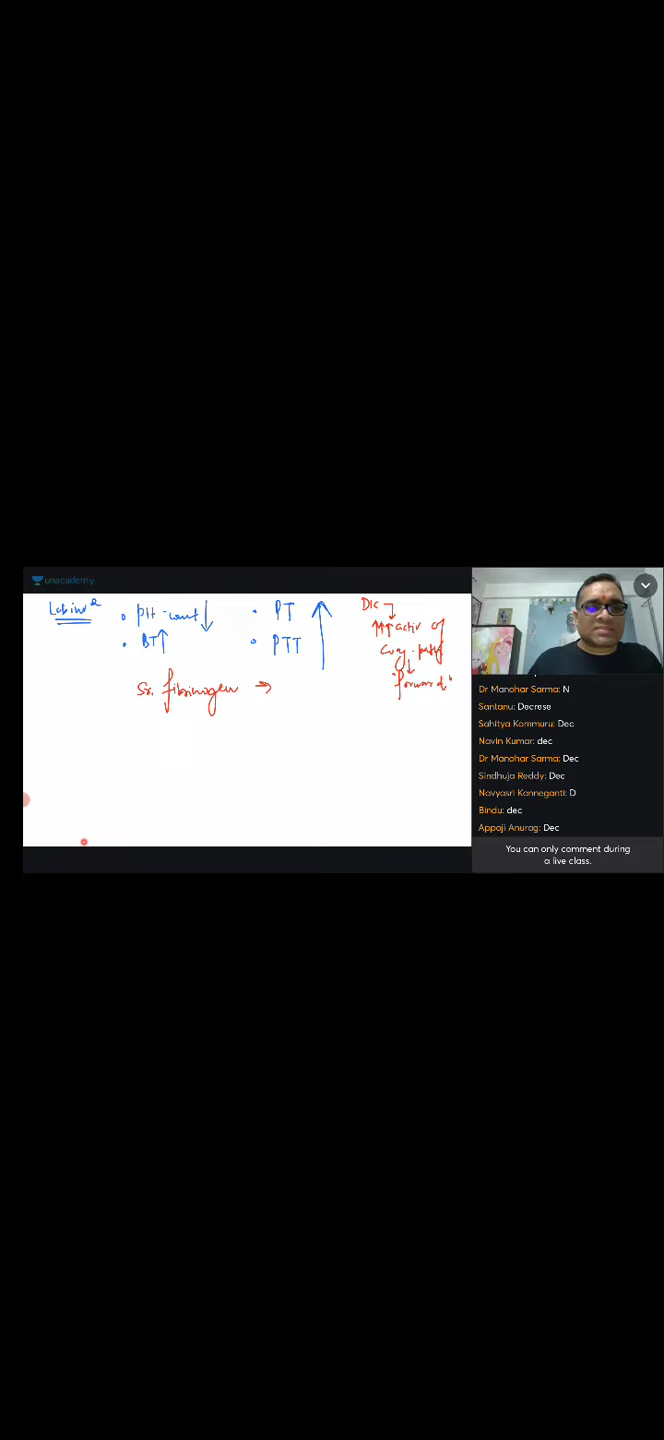 unacademy
Lab inv
• plt - count ↓
• PT ↑
• BT ↑
• PTT
Sr. fibrinogen →
DIC
↑↑ activ of
Coag. path
↓
"forward"
Dr Manohar Sarma: N
Santanu: Decrese
Sahitya Kommuru: Dec
Navin Kumar: dec
Dr Manohar Sarma: Dec
Sindhuja Reddy: Dec
Navyasri Kanneganti: D
Bindu: dec
Appaji Anurag: Dec
You can only comment during
a live class.